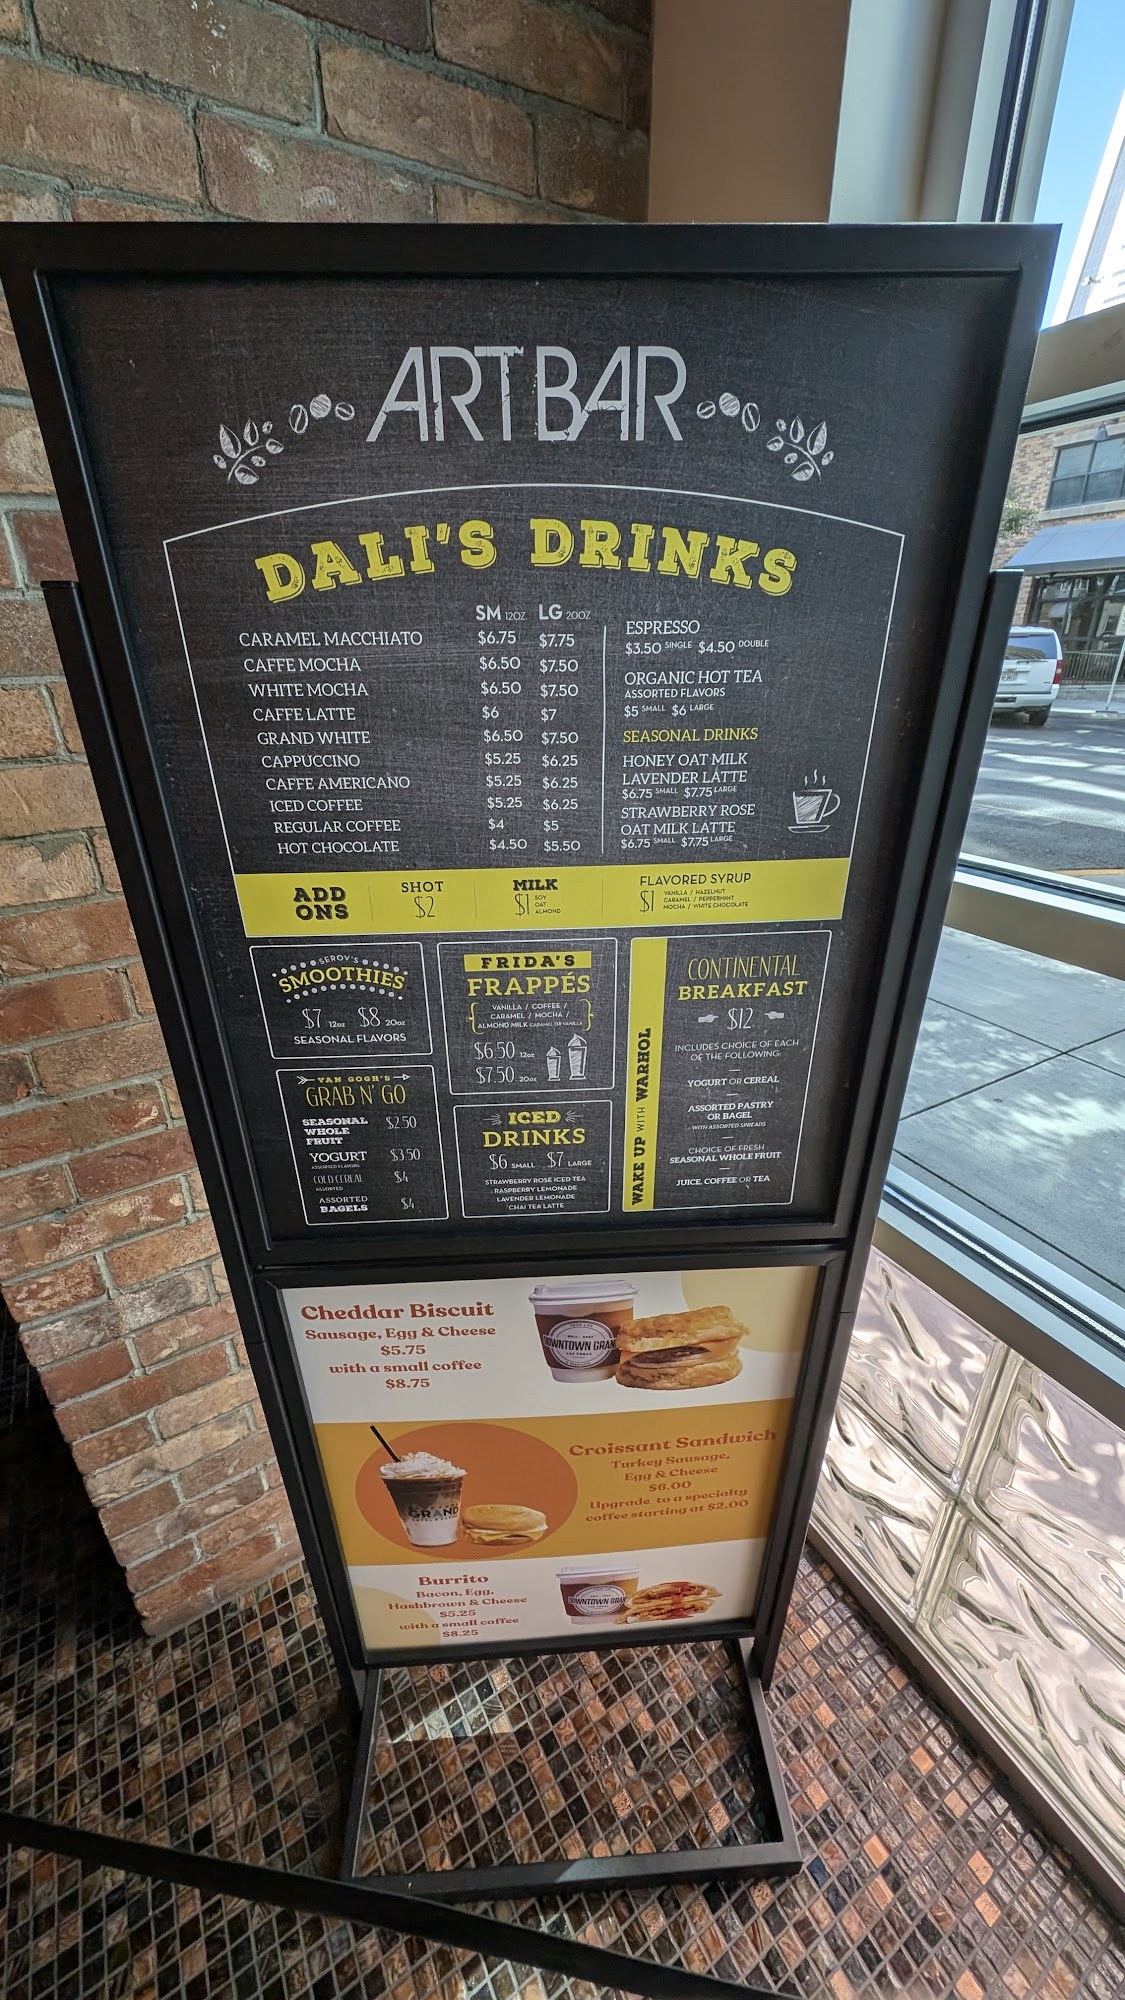 ART BAR
DALI'S DRINKS
SM 12OZ LG 20OZ
CARAMEL MACCHIATO $6.75 $7.75
CAFFE MOCHA $6.50 $7.50
WHITE MOCHA $6.50 $7.50
CAFFE LATTE $6 $7
GRAND WHITE $6.50 $7.50
CAPPUCCINO $5.25 $6.25
CAFFE AMERICANO $5.25 $6.25
ICED COFFEE $5.25 $6.25
REGULAR COFFEE $4 $5
HOT CHOCOLATE $4.50 $5.50
ESPRESSO
$3.50 SINGLE $4.50 DOUBLE
ORGANIC HOT TEA
ASSORTED FLAVORS
$5 SMALL $6 LARGE
SEASONAL DRINKS
HONEY OAT MILK
LAVENDER LATTE
$6.75 SMALL $7.75 LARGE
STRAWBERRY ROSE
OAT MILK LATTE
$6.75 SMALL $7.75 LARGE
ADD
ONS
SHOT
$2
MILK
$1
SOY
OAT
ALMOND
FLAVORED SYRUP
$1
VANILLA / HAZELNUT
CARAMEL / PEPPERMINT
MOCHA / WHITE CHOCOLATE
SEROV'S
SMOOTHIES
$7 12oz $8 20oz
SEASONAL FLAVORS
VAN GOGH'S
GRAB N' GO
SEASONAL
WHOLE
FRUIT
$2.50
YOGURT $3.50
ASSORTED FLAVORS
COLD CEREAL $4
ASSORTED
ASSORTED
BAGELS $4
FRIDA'S
FRAPPÉS
VANILLA / COFFEE /
CARAMEL / MOCHA /
ALMOND MILK CARAMEL OR VANILLA
$6.50 12oz
$7.50 20oz
ICED
DRINKS
$6 SMALL $7 LARGE
STRAWBERRY ROSE ICED TEA
RASPBERRY LEMONADE
LAVENDER LEMONADE
CHAI TEA LATTE
WAKE UP WITH WARHOL
CONTINENTAL
BREAKFAST
$12
INCLUDES CHOICE OF EACH
OF THE FOLLOWING:
YOGURT OR CEREAL
ASSORTED PASTRY
OR BAGEL
WITH ASSORTED SPREADS
CHOICE OF FRESH
SEASONAL WHOLE FRUIT
JUICE, COFFEE OR TEA
Cheddar Biscuit
Sausage, Egg & Cheese
$5.75
with a small coffee
$8.75
DOWNTOWN GRAN
LAS VEGAS
Croissant Sandwich
Turkey Sausage,
Egg & Cheese
$6.00
Upgrade to a specialty
coffee starting at $2.00
GRAND
Burrito
Bacon, Egg,
Hashbrown & Cheese
$5.25
with a small coffee
$8.25
DOWNTOWN GRAN